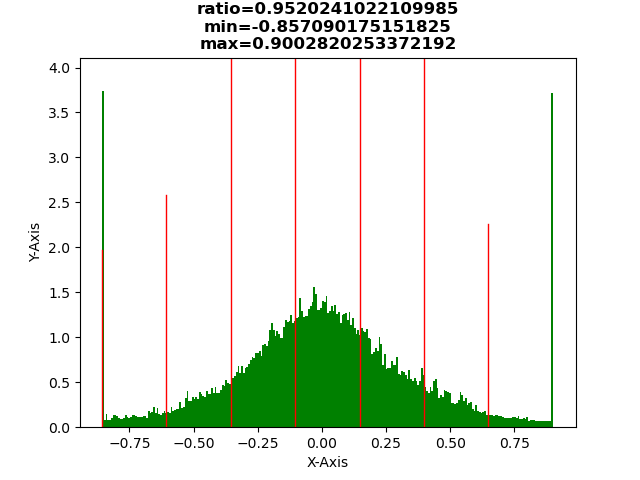 ratio=0.9520241022109985
min=-0.857090175151825
max=0.9002820253372192
4.0
3.5
3.0
2.5
2.0
1.5
1.0
0.5
0.0
Y-Axis
−0.75 −0.50 −0.25 0.00 0.25 0.50 0.75
X-Axis